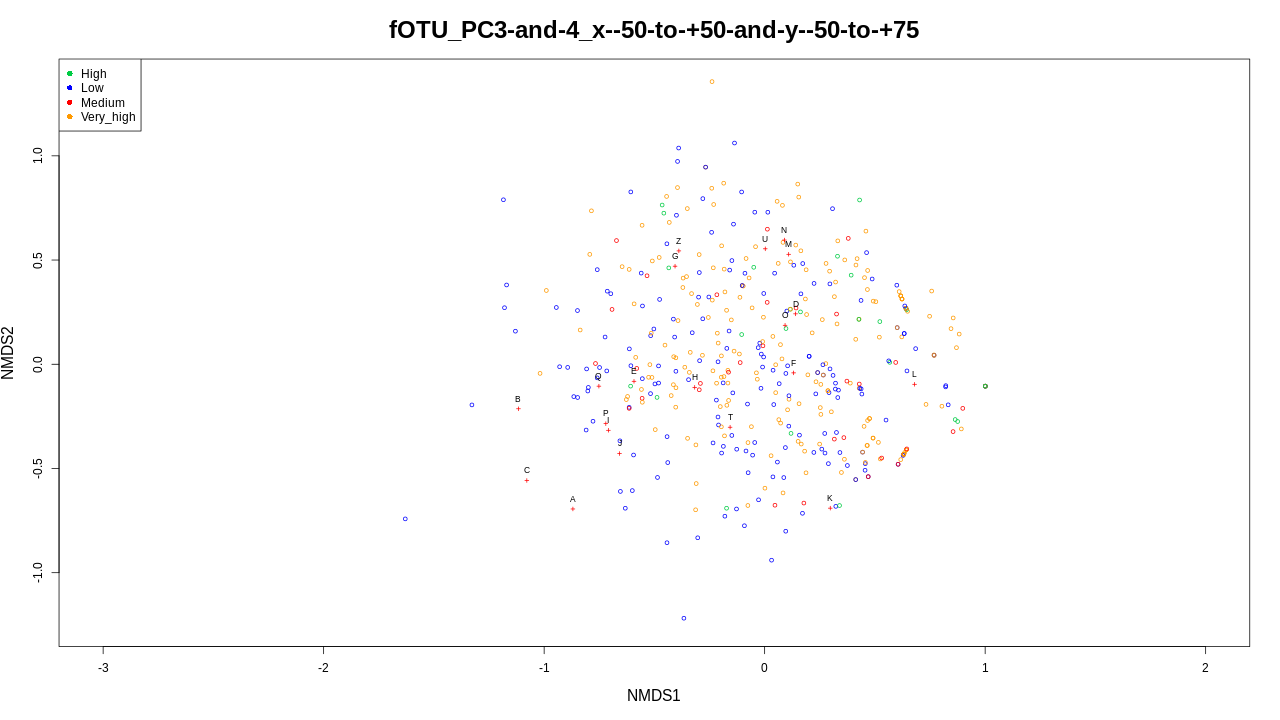 fOTU_PC3-and-4_x--50-to-+50-and-y--50-to-+75
High
Low
Medium
Very_high
NMDS2
1.0
0.5
0.0
-0.5
-1.0
N
Z
U
M
G
D
O
F
E
H
Q
L
B
P
I
T
J
C
K
A
-3
-2
-1
0
1
2
NMDS1